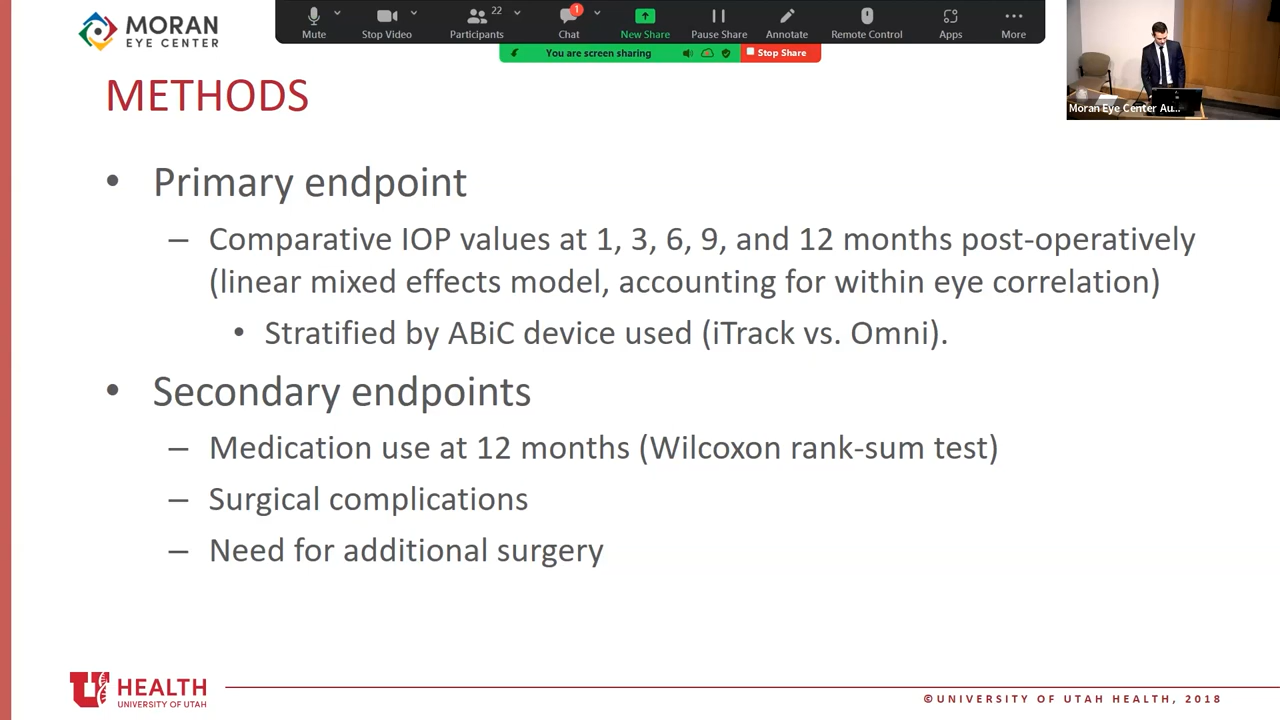 MORAN
EYE CENTER
Mute
Stop Video
22
Participants
1
Chat
New Share
Pause Share
Annotate
Remote Control
Apps
More
You are screen sharing
Stop Share
Moran Eye Center Au...
METHODS
• Primary endpoint
– Comparative IOP values at 1, 3, 6, 9, and 12 months post-operatively
(linear mixed effects model, accounting for within eye correlation)
• Stratified by ABiC device used (iTrack vs. Omni).
• Secondary endpoints
– Medication use at 12 months (Wilcoxon rank-sum test)
– Surgical complications
– Need for additional surgery
U HEALTH
UNIVERSITY OF UTAH
©UNIVERSITY OF UTAH HEALTH, 2018